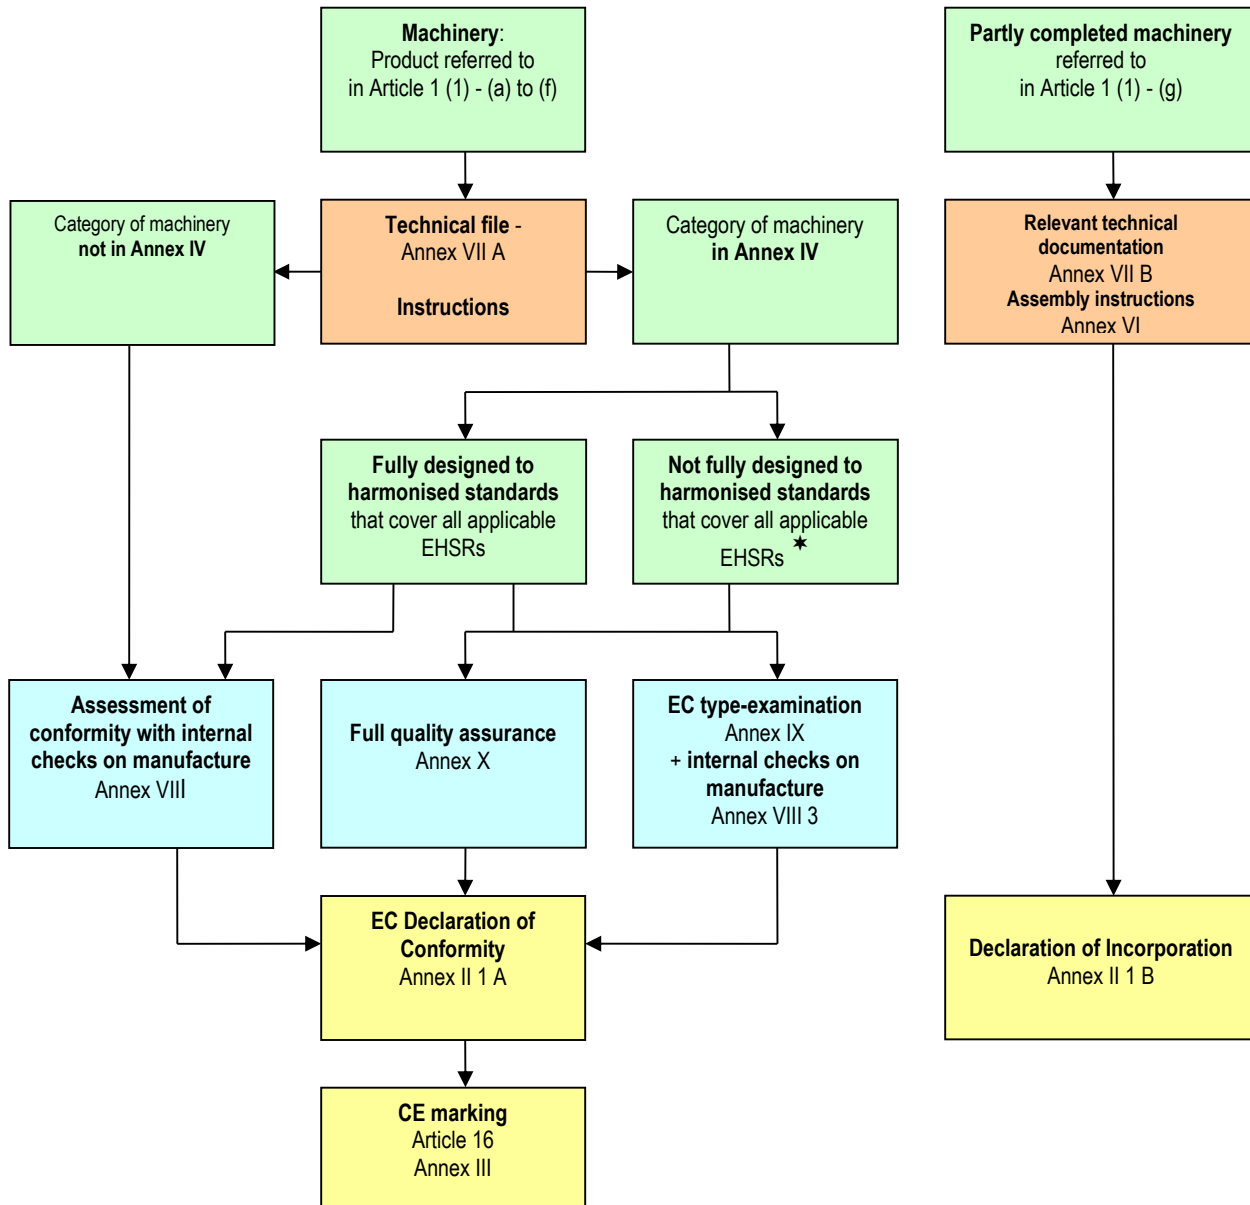 Machinery:
Product referred to
in Article 1 (1) - (a) to (f)
Partly completed machinery
referred to
in Article 1 (1) - (g)
Category of machinery
not in Annex IV
Technical file -
Annex VII A
Instructions
Category of machinery
in Annex IV
Relevant technical
documentation
Annex VII B
Assembly instructions
Annex VI
Fully designed to
harmonised standards
that cover all applicable
EHSRs
Not fully designed to
harmonised standards
that cover all applicable
EHSRs ✶
Assessment of
conformity with internal
checks on manufacture
Annex VIII
Full quality assurance
Annex X
EC type-examination
Annex IX
+ internal checks on
manufacture
Annex VIII 3
EC Declaration of
Conformity
Annex II 1 A
Declaration of Incorporation
Annex II 1 B
CE marking
Article 16
Annex III